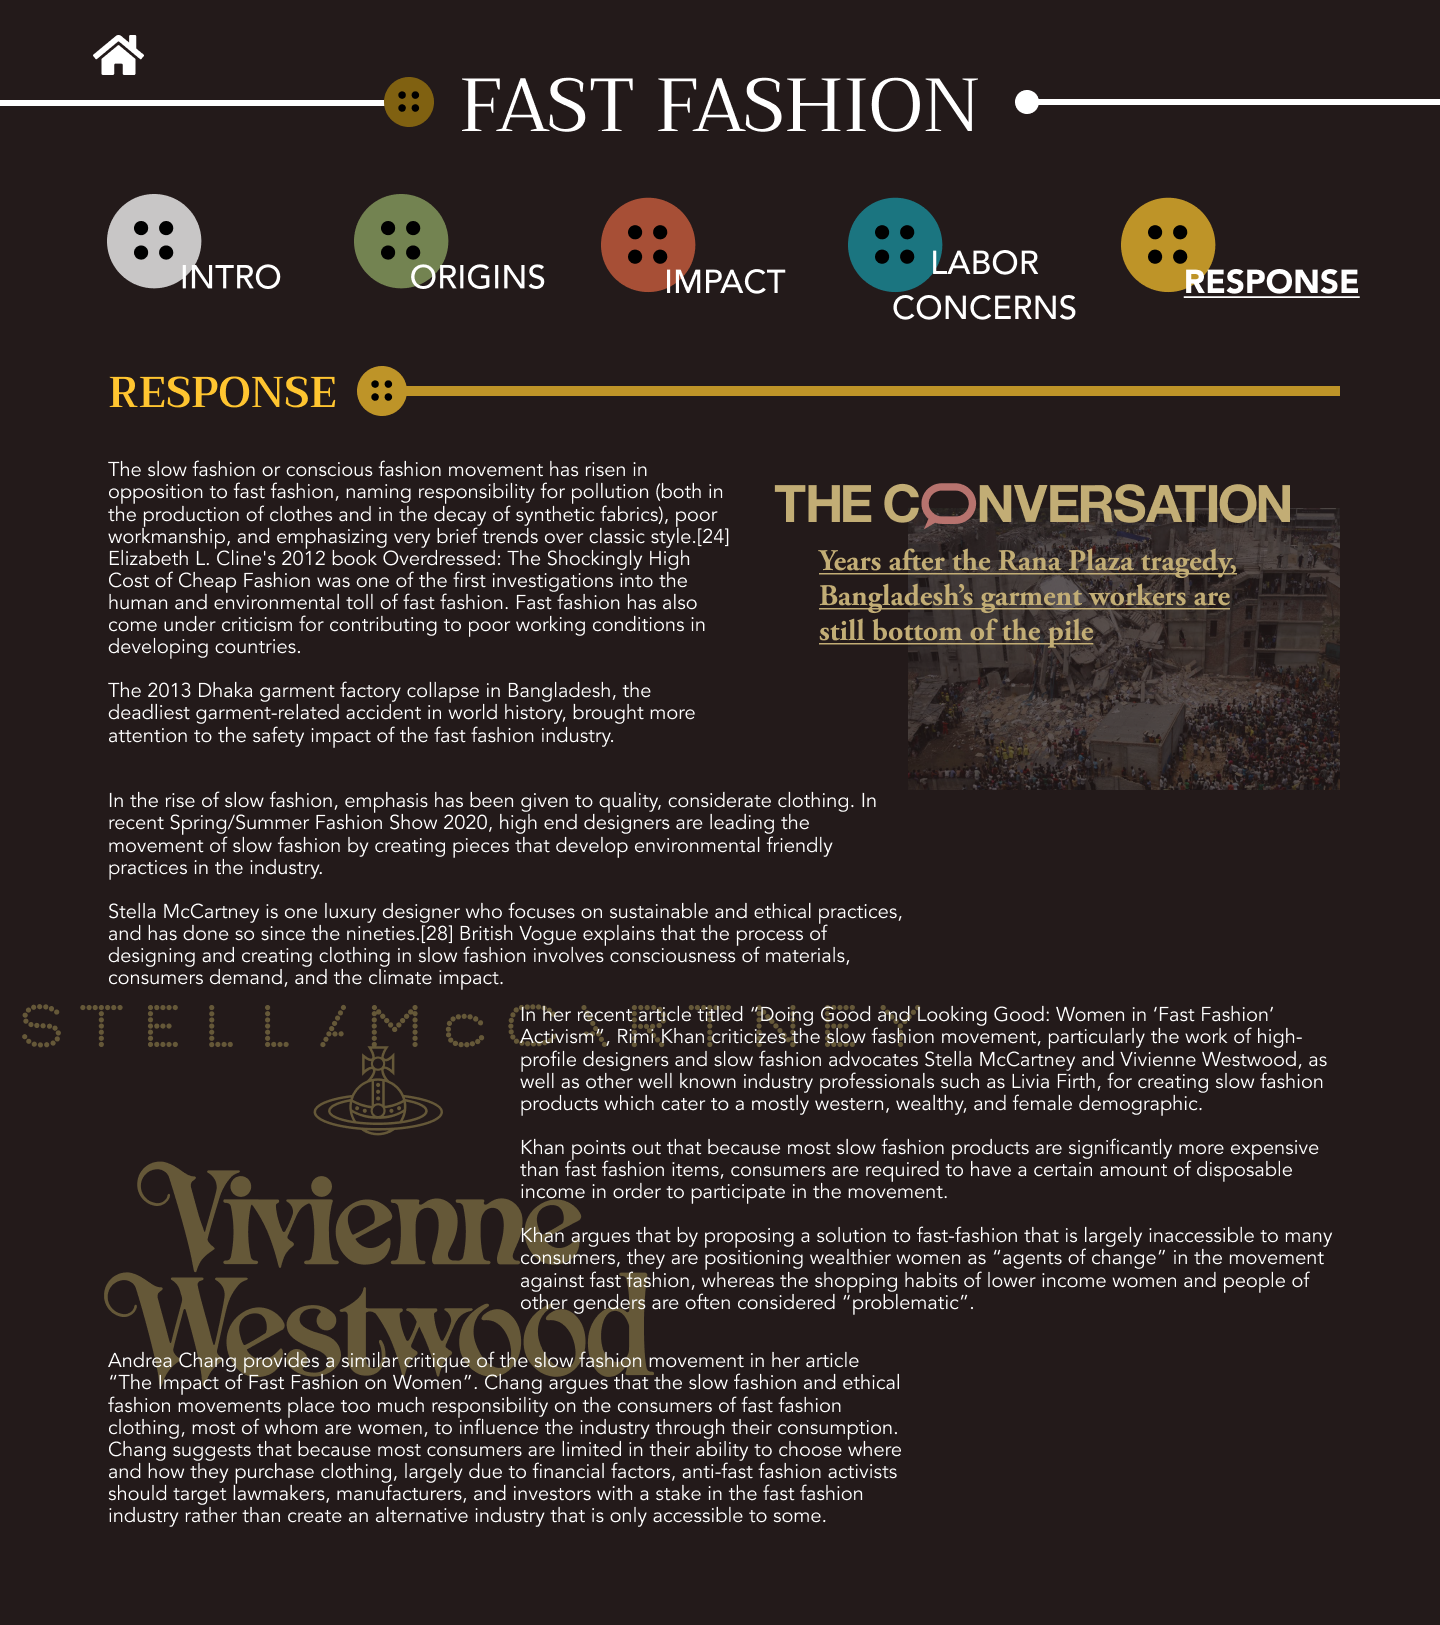 FAST FASHION
INTRO
ORIGINS
IMPACT
LABOR
CONCERNS
RESPONSE
RESPONSE
The slow fashion or conscious fashion movement has risen in
opposition to fast fashion, naming responsibility for pollution (both in
the production of clothes and in the decay of synthetic fabrics), poor
workmanship, and emphasizing very brief trends over classic style.[24]
Elizabeth L. Cline's 2012 book Overdressed: The Shockingly High
Cost of Cheap Fashion was one of the first investigations into the
human and environmental toll of fast fashion. Fast fashion has also
come under criticism for contributing to poor working conditions in
developing countries.
The 2013 Dhaka garment factory collapse in Bangladesh, the
deadliest garment-related accident in world history, brought more
attention to the safety impact of the fast fashion industry.
THE CONVERSATION
Years after the Rana Plaza tragedy,
Bangladesh’s garment workers are
still bottom of the pile
In the rise of slow fashion, emphasis has been given to quality, considerate clothing. In
recent Spring/Summer Fashion Show 2020, high end designers are leading the
movement of slow fashion by creating pieces that develop environmental friendly
practices in the industry.
Stella McCartney is one luxury designer who focuses on sustainable and ethical practices,
and has done so since the nineties.[28] British Vogue explains that the process of
designing and creating clothing in slow fashion involves consciousness of materials,
consumers demand, and the climate impact.
STELLA McCARTNEY
In her recent article titled “Doing Good and Looking Good: Women in ‘Fast Fashion’
Activism”, Rimi Khan criticizes the slow fashion movement, particularly the work of high-
profile designers and slow fashion advocates Stella McCartney and Vivienne Westwood, as
well as other well known industry professionals such as Livia Firth, for creating slow fashion
products which cater to a mostly western, wealthy, and female demographic.
Khan points out that because most slow fashion products are significantly more expensive
than fast fashion items, consumers are required to have a certain amount of disposable
income in order to participate in the movement.
Khan argues that by proposing a solution to fast-fashion that is largely inaccessible to many
consumers, they are positioning wealthier women as “agents of change” in the movement
against fast fashion, whereas the shopping habits of lower income women and people of
other genders are often considered “problematic”.
Vivienne
Westwood
Andrea Chang provides a similar critique of the slow fashion movement in her article
“The Impact of Fast Fashion on Women”. Chang argues that the slow fashion and ethical
fashion movements place too much responsibility on the consumers of fast fashion
clothing, most of whom are women, to influence the industry through their consumption.
Chang suggests that because most consumers are limited in their ability to choose where
and how they purchase clothing, largely due to financial factors, anti-fast fashion activists
should target lawmakers, manufacturers, and investors with a stake in the fast fashion
industry rather than create an alternative industry that is only accessible to some.